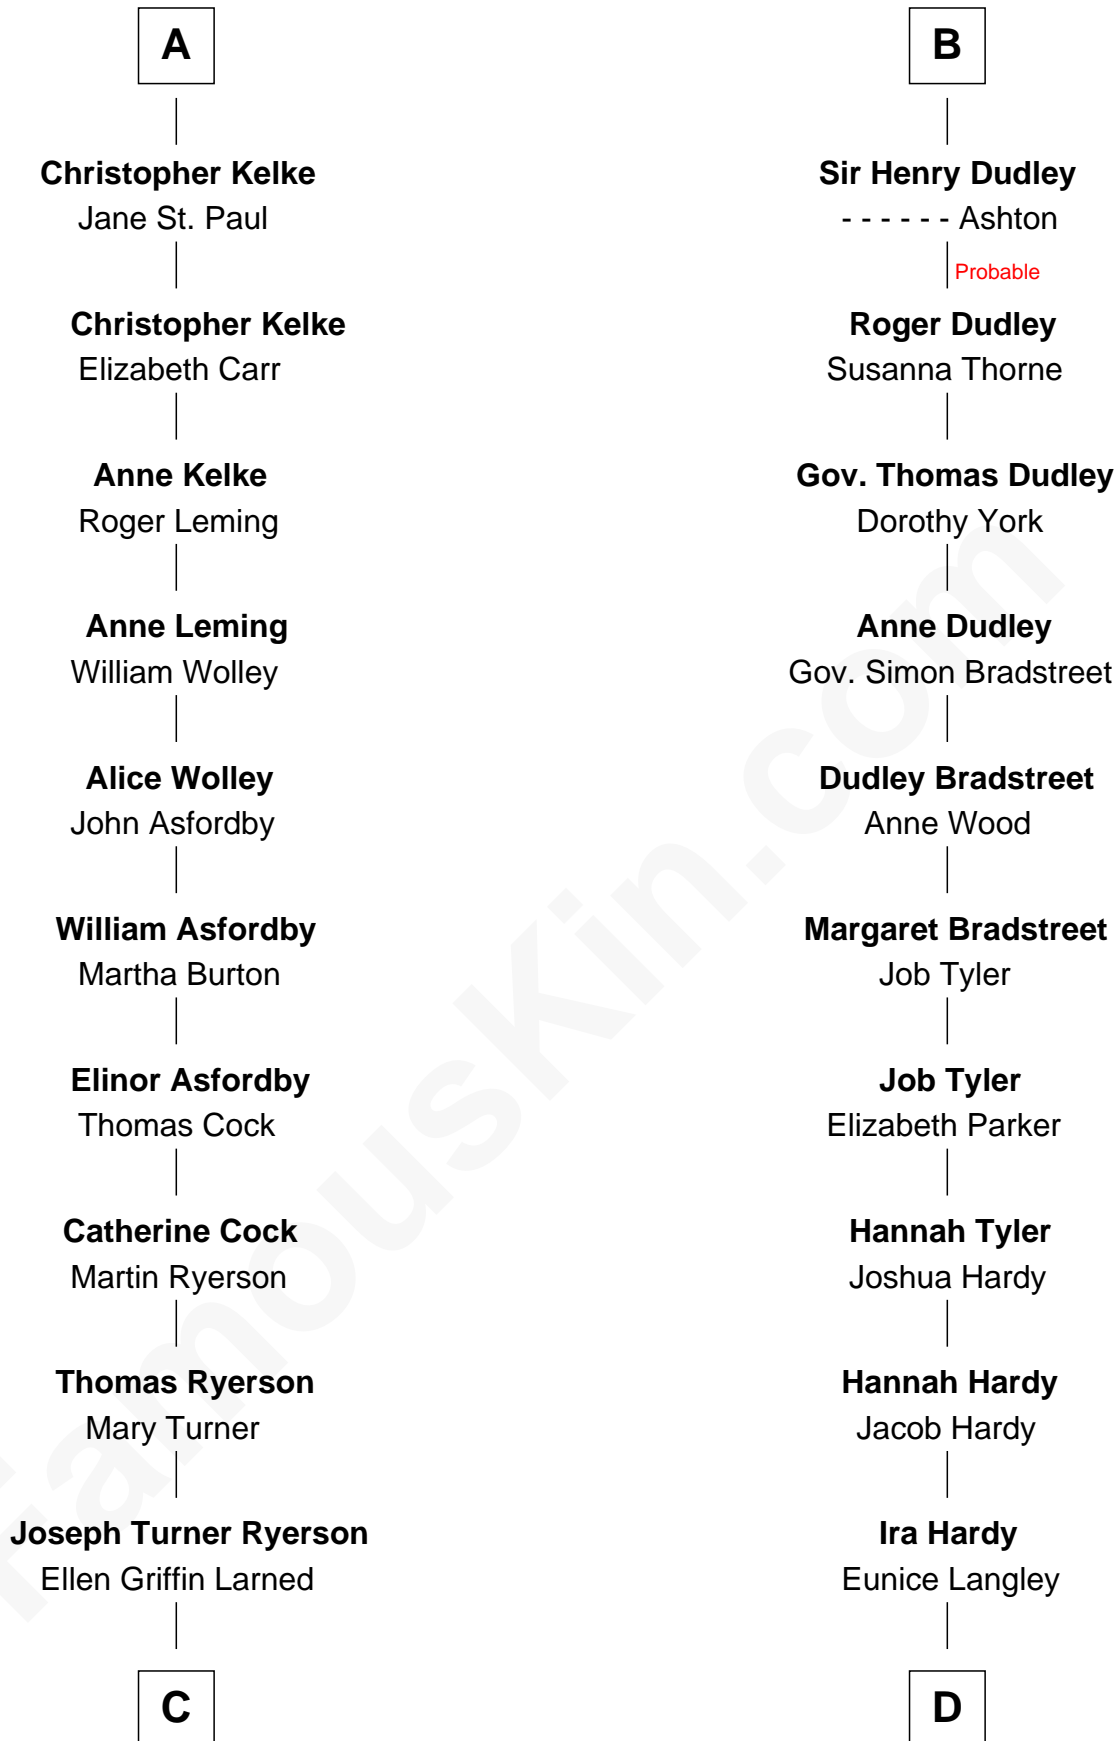 A
Christopher Kelke
Jane St. Paul
Christopher Kelke
Elizabeth Carr
Anne Kelke
Roger Leming
Anne Leming
William Wolley
Alice Wolley
John Asfordby
William Asfordby
Martha Burton
Elinor Asfordby
Thomas Cock
Catherine Cock
Martin Ryerson
Thomas Ryerson
Mary Turner
Joseph Turner Ryerson
Ellen Griffin Larned
C
B
Sir Henry Dudley
- - - - - - Ashton
Probable
Roger Dudley
Susanna Thorne
Gov. Thomas Dudley
Dorothy York
Anne Dudley
Gov. Simon Bradstreet
Dudley Bradstreet
Anne Wood
Margaret Bradstreet
Job Tyler
Job Tyler
Elizabeth Parker
Hannah Tyler
Joshua Hardy
Hannah Hardy
Jacob Hardy
Ira Hardy
Eunice Langley
D
FamousKin.com